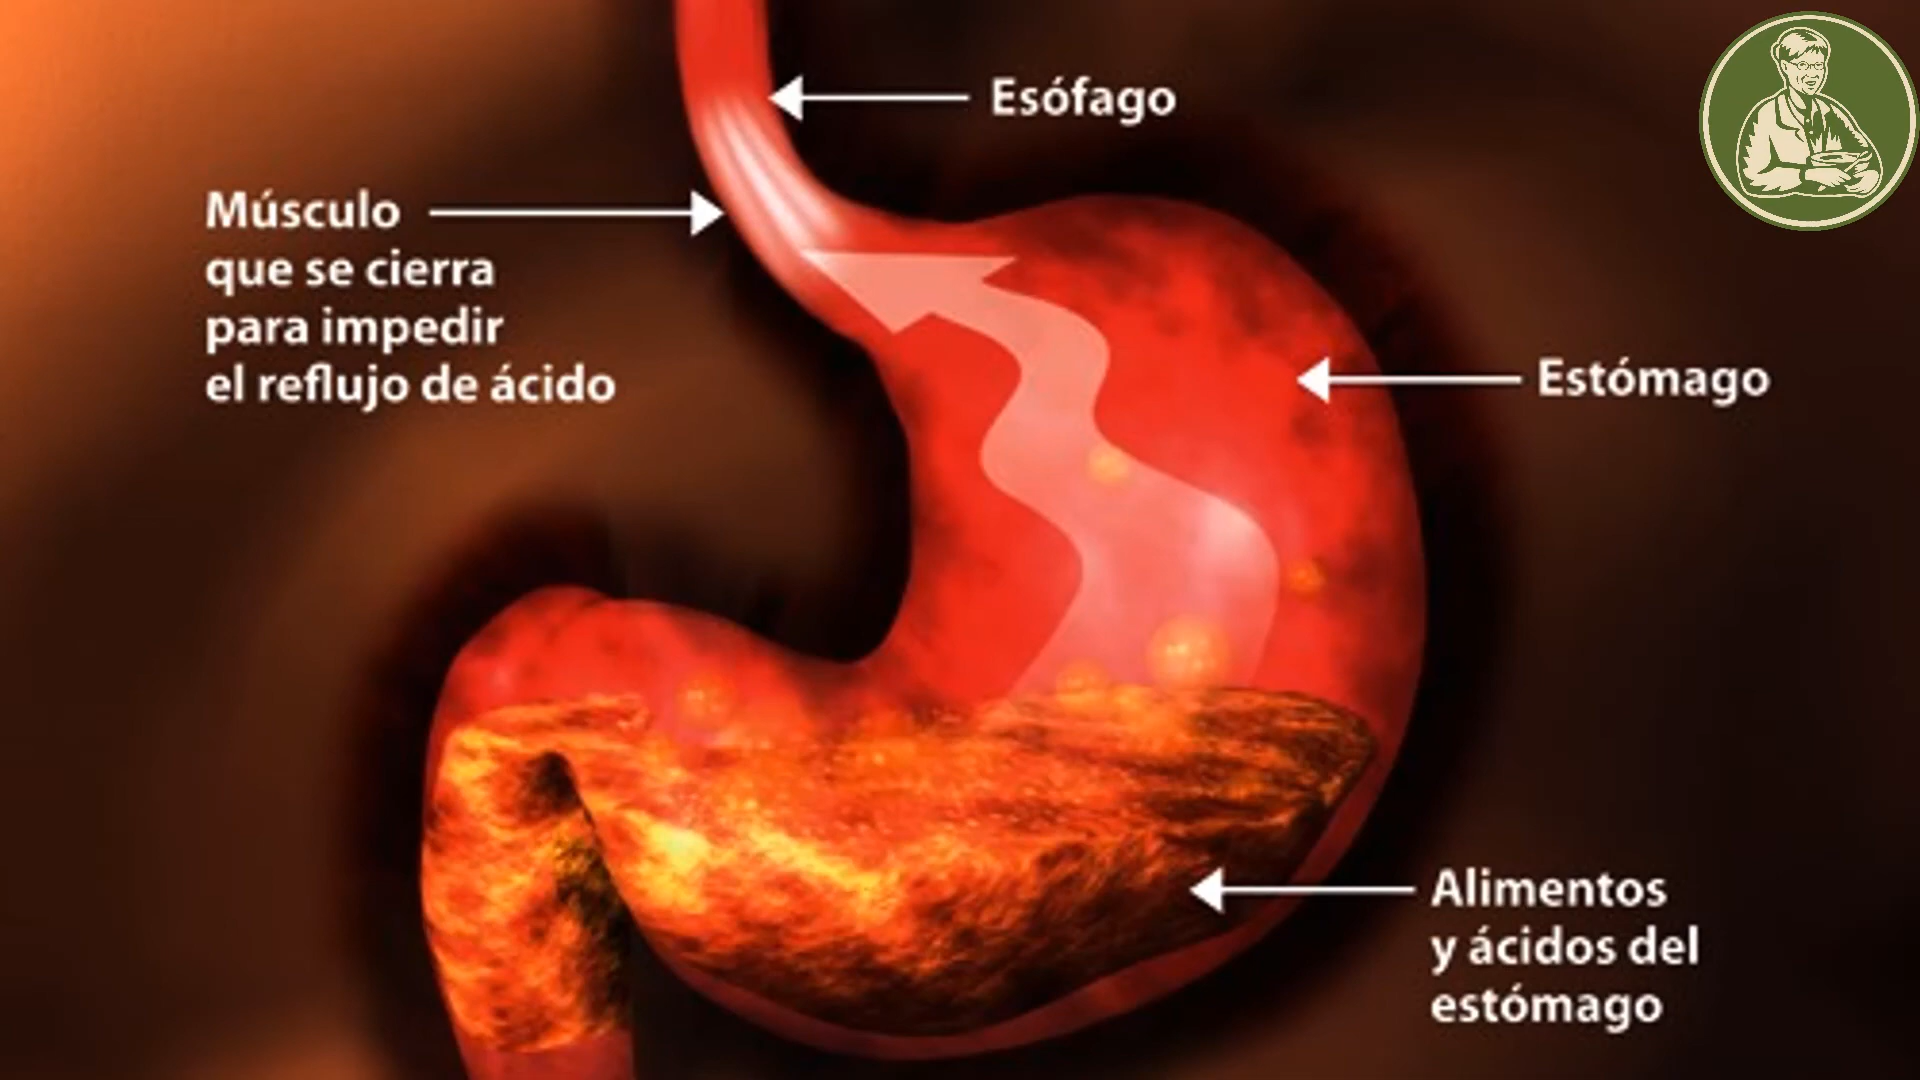 Esófago
Músculo
que se cierra
para impedir
el reflujo de ácido
Estómago
Alimentos
y ácidos del
estómago